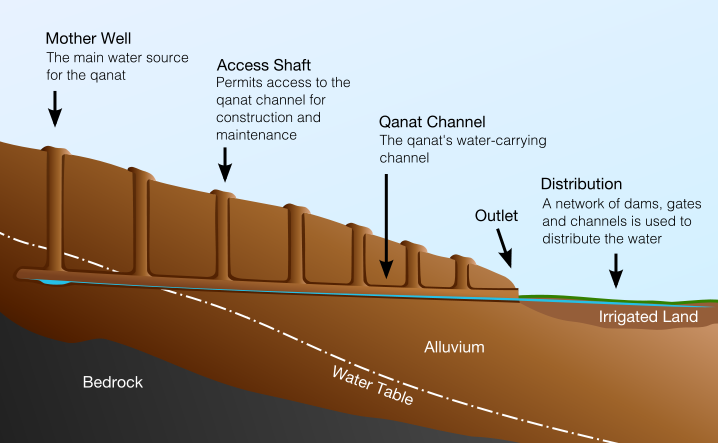 Mother Well
The main water source
for the qanat
Access Shaft
Permits access to the
qanat channel for
construction and
maintenance
Qanat Channel
The qanat's water-carrying
channel
Distribution
A network of dams, gates
and channels is used to
distribute the water
Outlet
Irrigated Land
Alluvium
Water Table
Bedrock